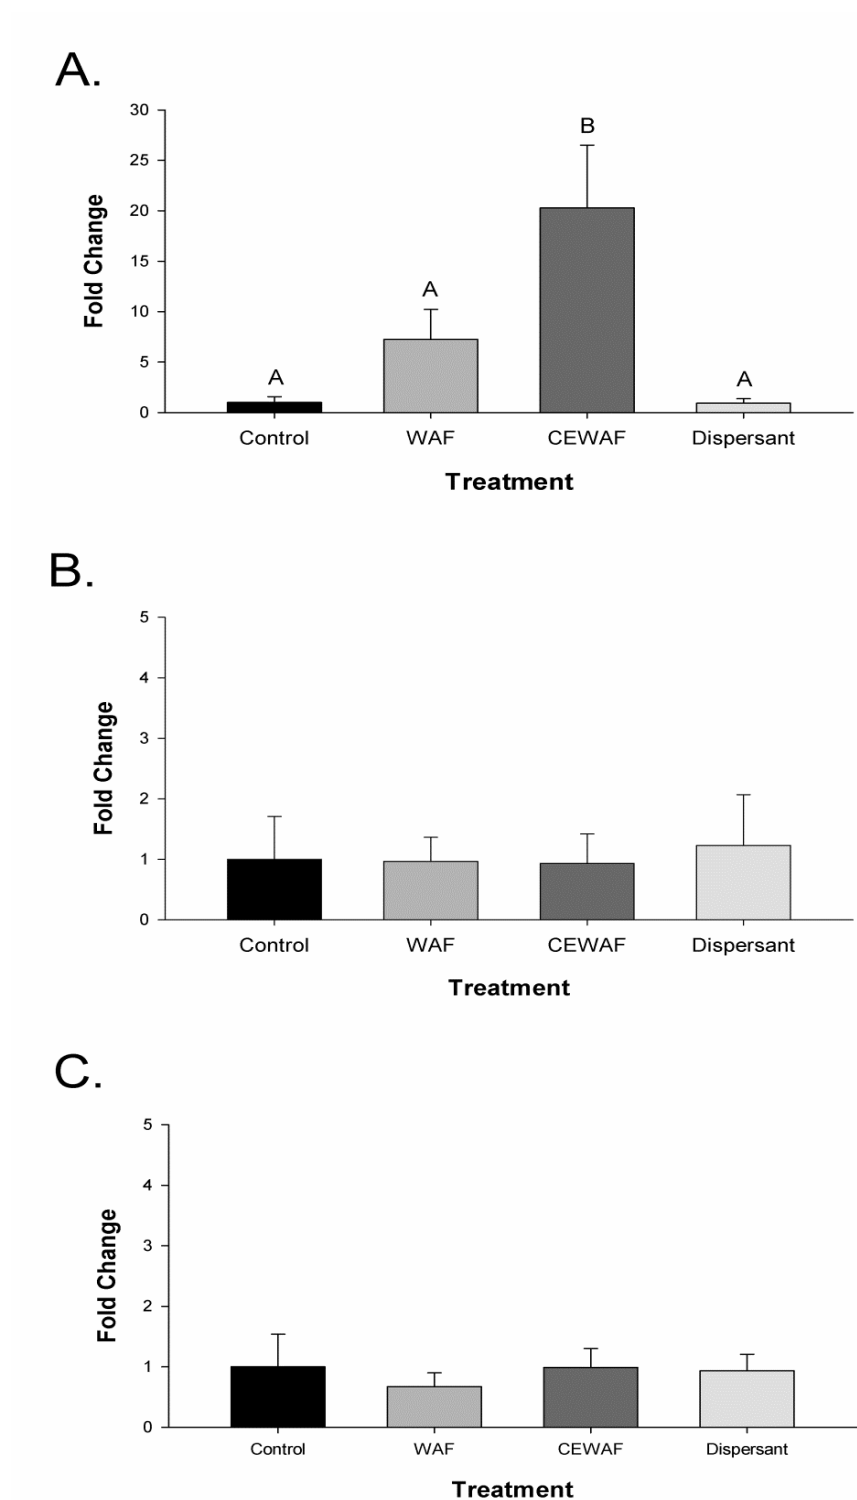 A.
30
B
25
20
Fold Change
15
A
10
5
A
A
0
Control WAF CEWAF Dispersant
Treatment
B.
5
4
3
Fold Change
2
1
0
Control WAF CEWAF Dispersant
Treatment
C.
5
4
3
Fold Change
2
1
0
Control WAF CEWAF Dispersant
Treatment